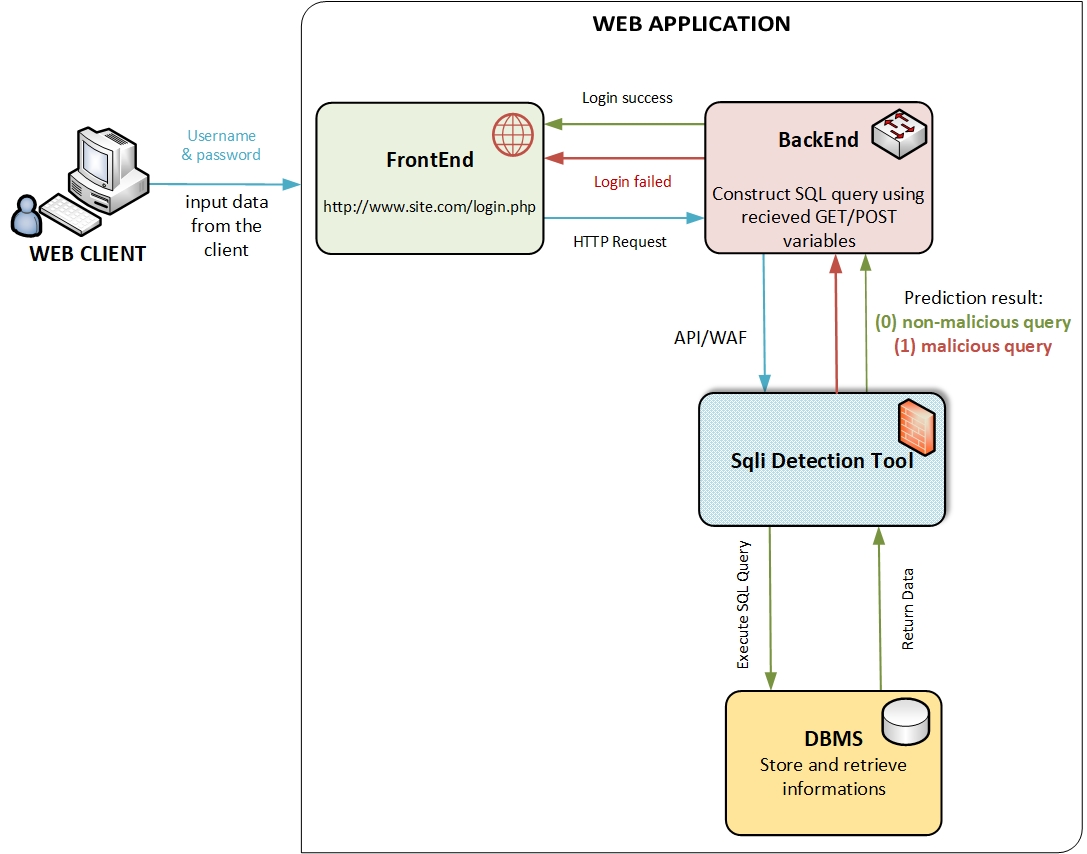 WEB APPLICATION
Username
& password
input data
from the
client
WEB CLIENT
FrontEnd
http://www.site.com/login.php
Login success
Login failed
HTTP Request
BackEnd
Construct SQL query using
recieved GET/POST
variables
API/WAF
Prediction result:
(0) non-malicious query
(1) malicious query
Sqli Detection Tool
Execute SQL Query
Return Data
DBMS
Store and retrieve
informations